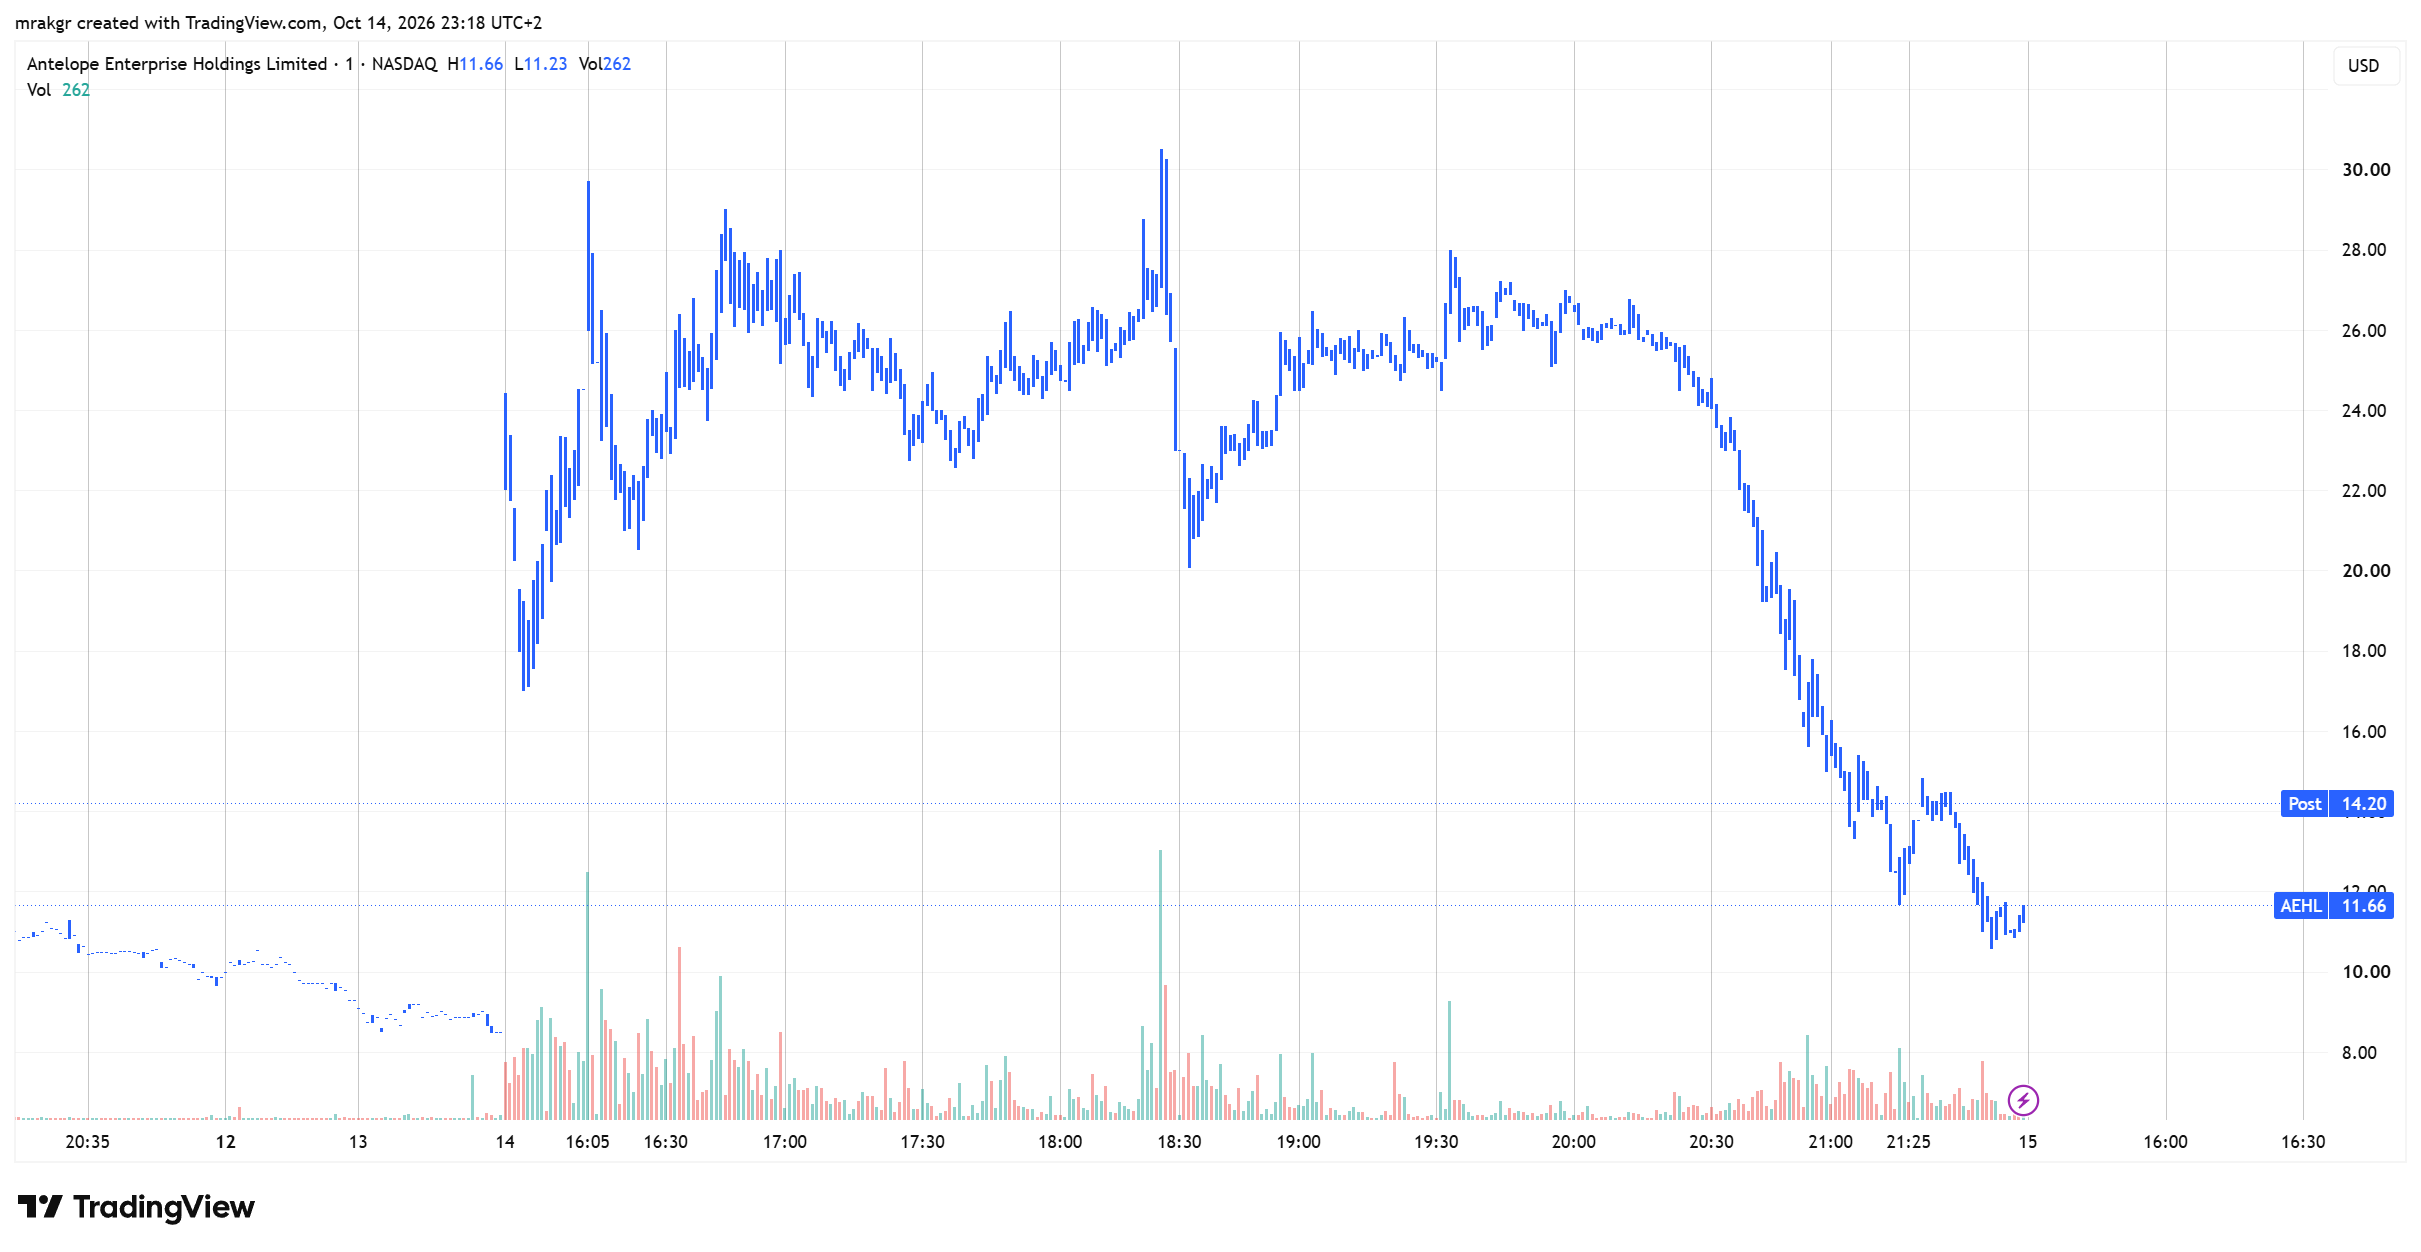 mrakgr created with TradingView.com, Oct 14, 2026 23:18 UTC+2
Antelope Enterprise Holdings Limited · 1 · NASDAQ H11.66 L11.23 Vol262
USD
Vol 262
30.00
28.00
26.00
24.00
22.00
20.00
18.00
16.00
Post 14.20
12.00
AEHL 11.66
10.00
8.00
20:35 12 13 14 16:05 16:30 17:00 17:30 18:00 18:30 19:00 19:30 20:00 20:30 21:00 21:25 15 16:00 16:30
TradingView